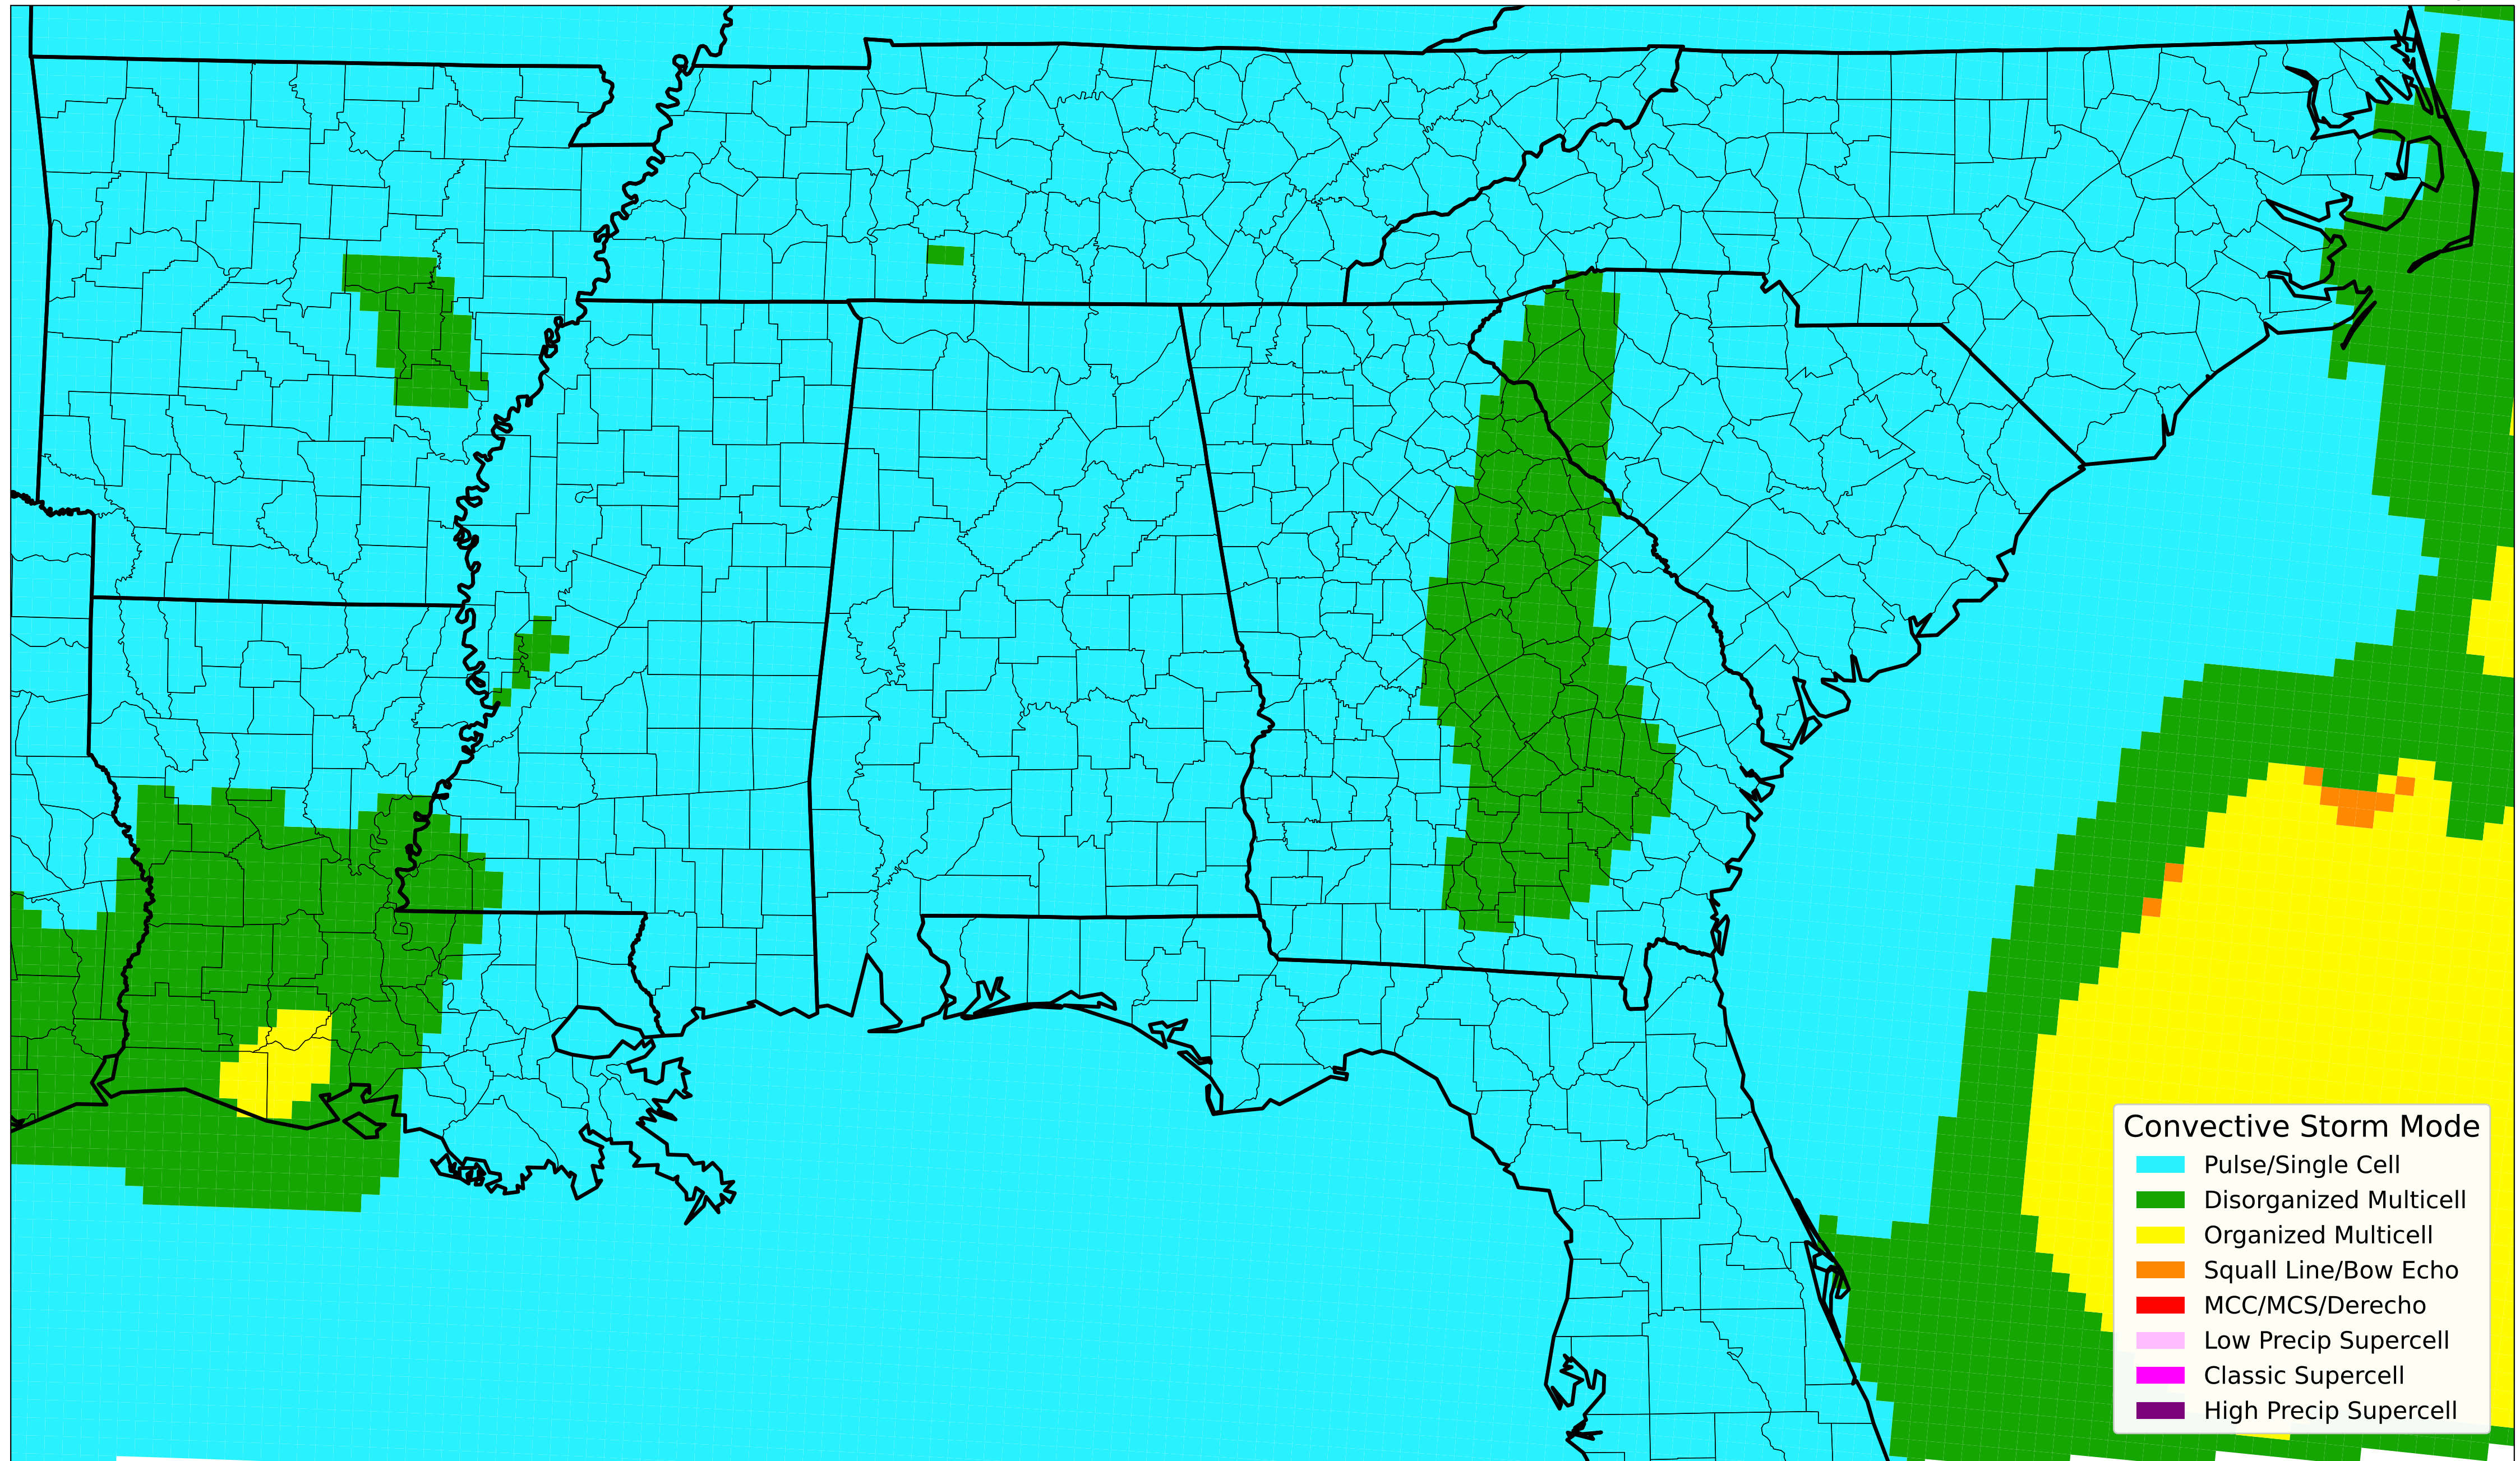 Convective Storm Mode
Pulse/Single Cell
Disorganized Multicell
Organized Multicell
Squall Line/Bow Echo
MCC/MCS/Derecho
Low Precip Supercell
Classic Supercell
High Precip Supercell